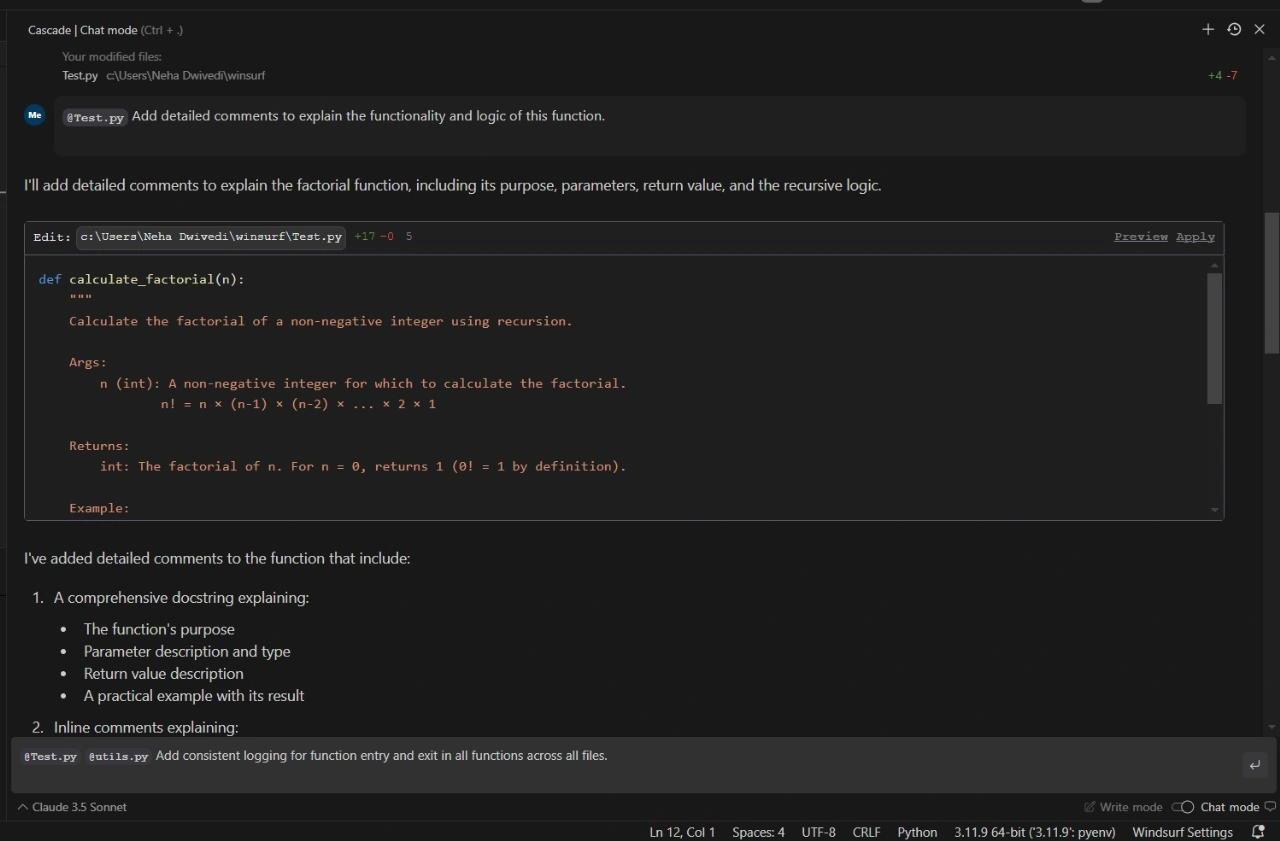 Cascade | Chat mode (Ctrl + .)
Your modified files:
Test.py c:\Users\Neha Dwivedi\winsurf +4 -7
Me @Test.py Add detailed comments to explain the functionality and logic of this function.
I'll add detailed comments to explain the factorial function, including its purpose, parameters, return value, and the recursive logic.
Edit: c:\Users\Neha Dwivedi\winsurf\Test.py +17 -0 5 Preview Apply
def calculate_factorial(n):
"""
Calculate the factorial of a non-negative integer using recursion.
Args:
n (int): A non-negative integer for which to calculate the factorial.
n! = n × (n-1) × (n-2) × ... × 2 × 1
Returns:
int: The factorial of n. For n = 0, returns 1 (0! = 1 by definition).
Example:
I've added detailed comments to the function that include:
1. A comprehensive docstring explaining:
• The function's purpose
• Parameter description and type
• Return value description
• A practical example with its result
2. Inline comments explaining:
@Test.py @utils.py Add consistent logging for function entry and exit in all functions across all files.
Claude 3.5 Sonnet Write mode Chat mode
Ln 12, Col 1 Spaces: 4 UTF-8 CRLF Python 3.11.9 64-bit ('3.11.9': pyenv) Windsurf Settings